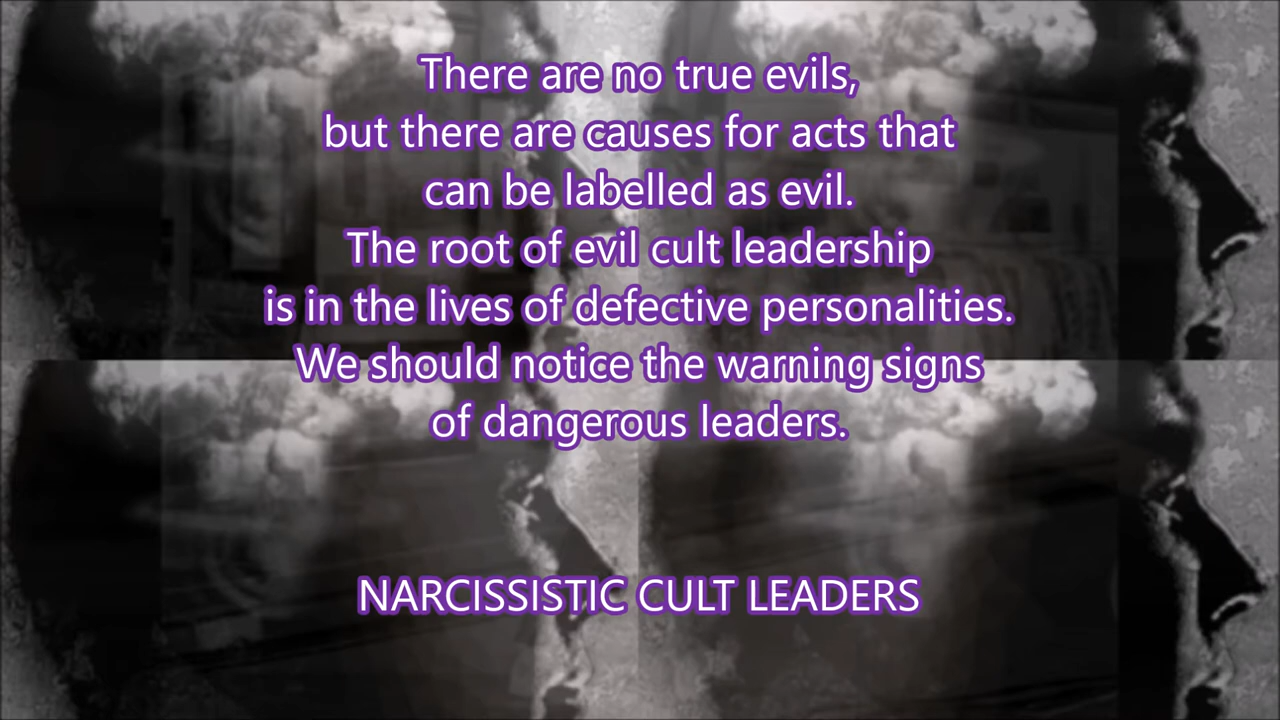 There are no true evils,
but there are causes for acts that
can be labelled as evil.
The root of evil cult leadership
is in the lives of defective personalities.
We should notice the warning signs
of dangerous leaders.
NARCISSISTIC CULT LEADERS